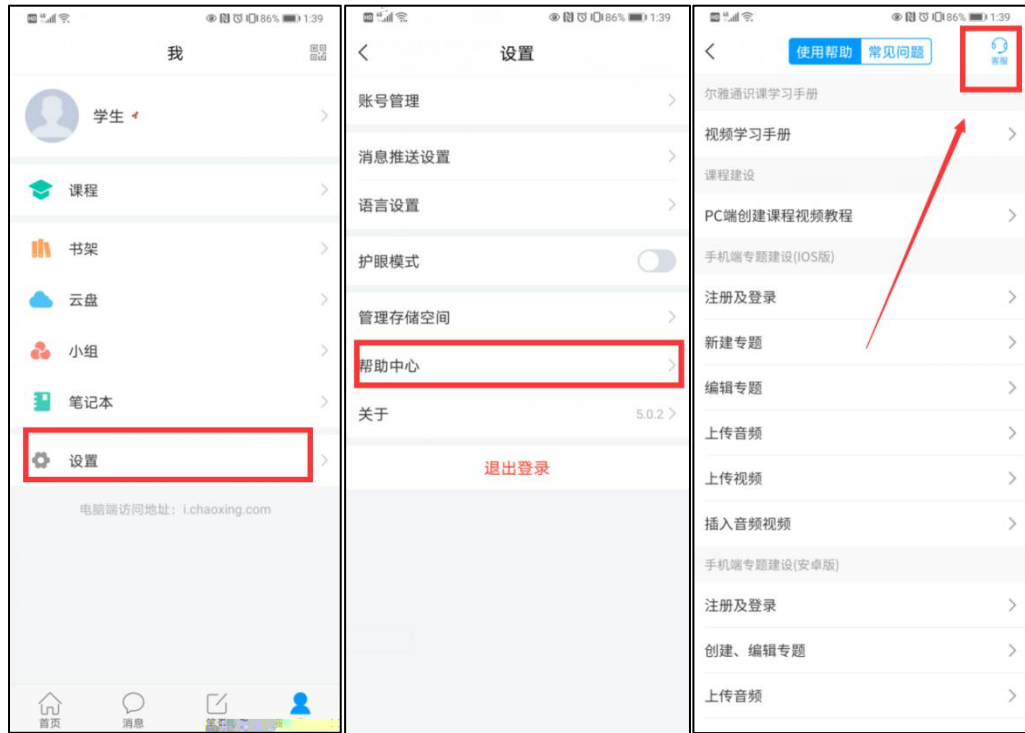 86% 1:39
我
学生
课程
书架
云盘
小组
笔记本
设置
电脑端访问地址：i.chaoxing.com
首页
消息
86% 1:39
设置
账号管理
消息推送设置
语言设置
护眼模式
管理存储空间
帮助中心
关于 5.0.2
退出登录
86% 1:39
使用帮助 常见问题
客服
尔雅通识课学习手册
视频学习手册
课程建设
PC端创建课程视频教程
手机端专题建设(IOS版)
注册及登录
新建专题
编辑专题
上传音频
上传视频
插入音频视频
手机端专题建设(安卓版)
注册及登录
创建、编辑专题
上传音频